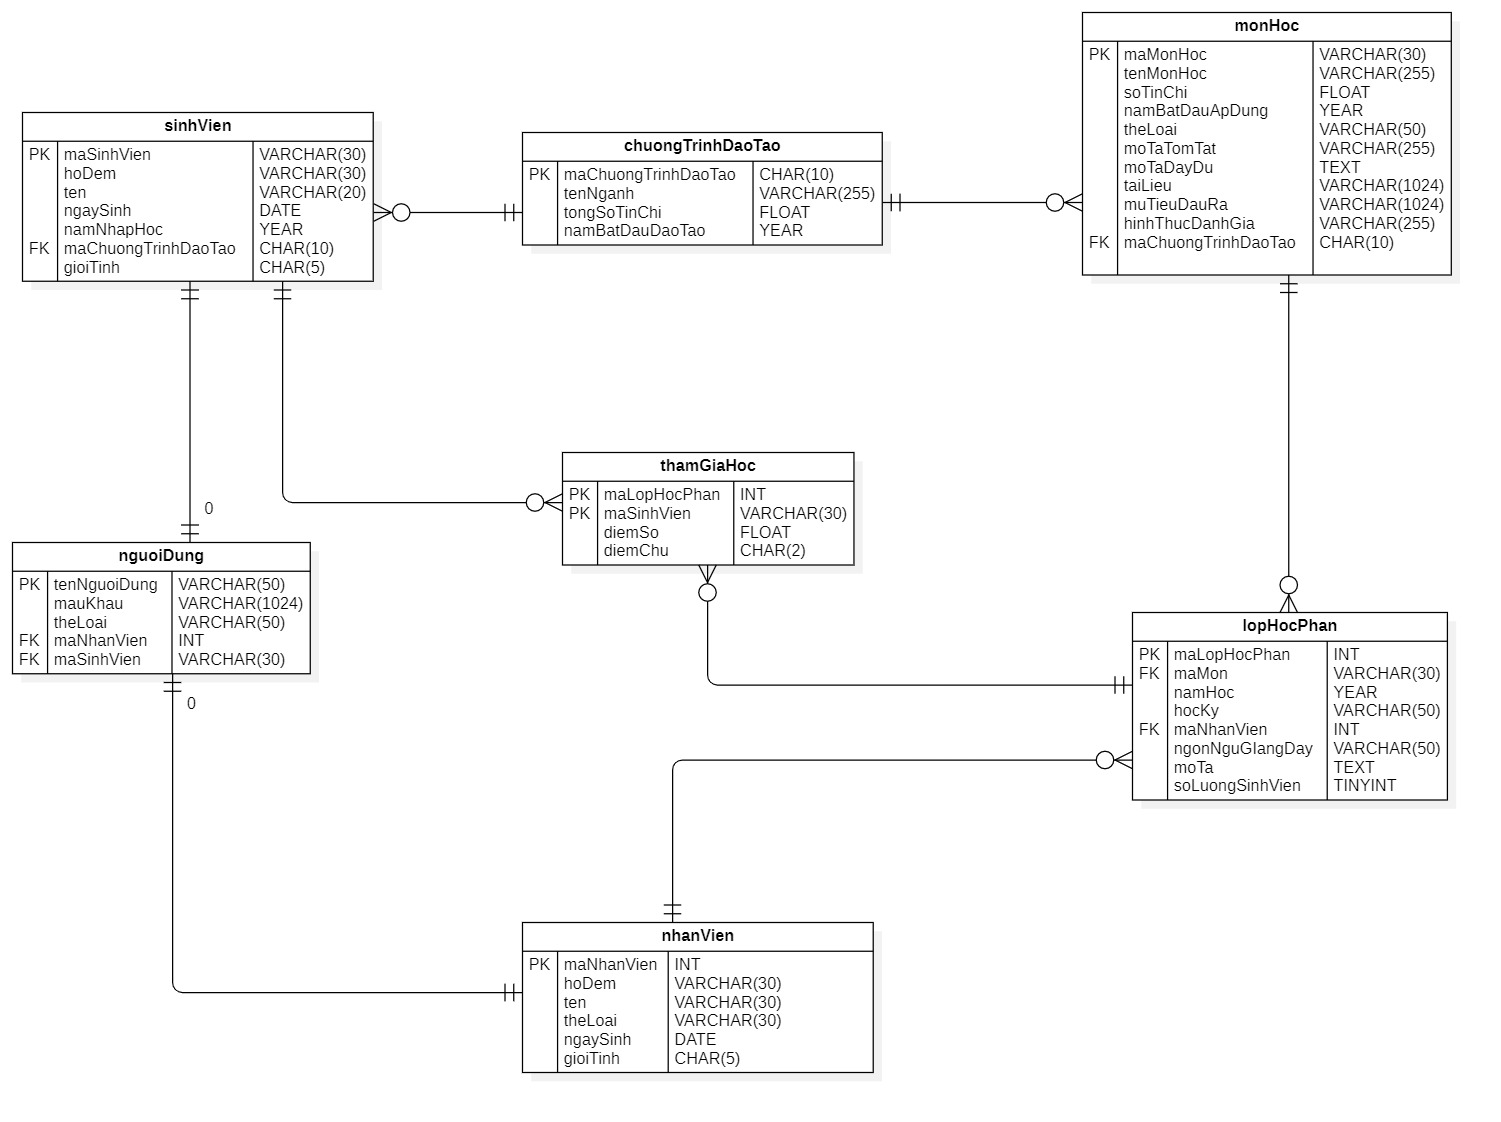 monHoc
PK maMonHoc VARCHAR(30)
tenMonHoc VARCHAR(255)
soTinChi FLOAT
namBatDauApDung YEAR
theLoai VARCHAR(50)
moTaTomTat VARCHAR(255)
moTaDayDu TEXT
taiLieu VARCHAR(1024)
muTieuDauRa VARCHAR(1024)
hinhThucDanhGia VARCHAR(255)
FK maChuongTrinhDaoTao CHAR(10)
sinhVien
PK maSinhVien VARCHAR(30)
hoDem VARCHAR(30)
ten VARCHAR(20)
ngaySinh DATE
namNhapHoc YEAR
FK maChuongTrinhDaoTao CHAR(10)
gioiTinh CHAR(5)
chuongTrinhDaoTao
PK maChuongTrinhDaoTao CHAR(10)
tenNganh VARCHAR(255)
tongSoTinChi FLOAT
namBatDauDaoTao YEAR
thamGiaHoc
PK maLopHocPhan INT
PK maSinhVien VARCHAR(30)
diemSo FLOAT
diemChu CHAR(2)
0
nguoiDung
PK tenNguoiDung VARCHAR(50)
mauKhau VARCHAR(1024)
theLoai VARCHAR(50)
FK maNhanVien INT
FK maSinhVien VARCHAR(30)
0
lopHocPhan
PK maLopHocPhan INT
FK maMon VARCHAR(30)
namHoc YEAR
hocKy VARCHAR(50)
FK maNhanVien INT
ngonNguGIangDay VARCHAR(50)
moTa TEXT
soLuongSinhVien TINYINT
nhanVien
PK maNhanVien INT
hoDem VARCHAR(30)
ten VARCHAR(30)
theLoai VARCHAR(30)
ngaySinh DATE
gioiTinh CHAR(5)